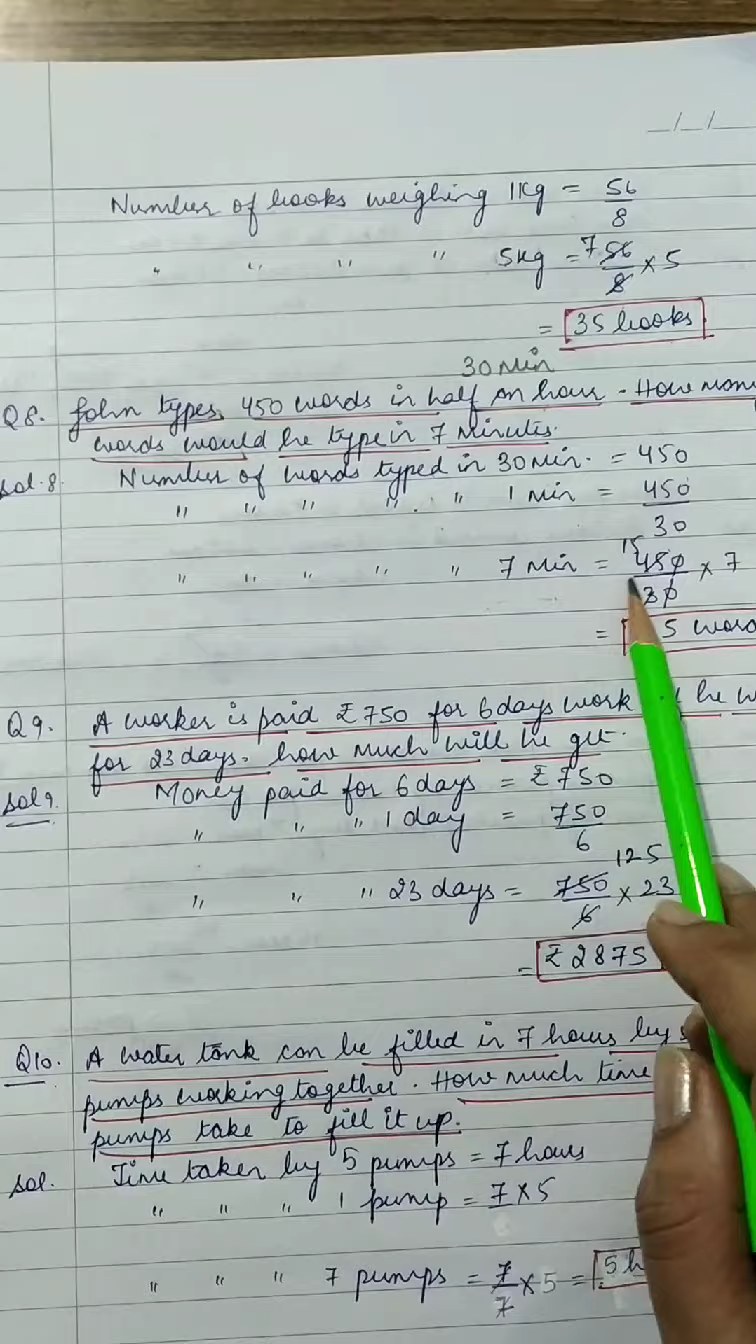 _/_/_
Number of books weighing 1Kg = 56/8
" " " " 5Kg = 7 56/8 × 5
= 35 books
30 Min
Q8. John types 450 words in half an hour. How many
words would he type in 7 Minutes.
Sol.8 Number of words typed in 30 Min. = 450
" " " " " 1 Min = 450/30
" " " " " 7 Min = 15 450/30 × 7
= 5 words
Q9. A worker is paid ₹750 for 6 days work he
for 23 days. how much will he get.
Sol 9. Money paid for 6 days = ₹750
" " " 1 day = 750/6
125
" " " 23 days = 750/6 × 23
= ₹2875
Q10. A water tank can be filled in 7 hours by
pumps working together. How much time
pumps take to fill it up.
Sol. Time taken by 5 pumps = 7 hours
" " " 1 pump = 7 × 5
" " " 7 pumps = 7/7 × 5 = 5 h